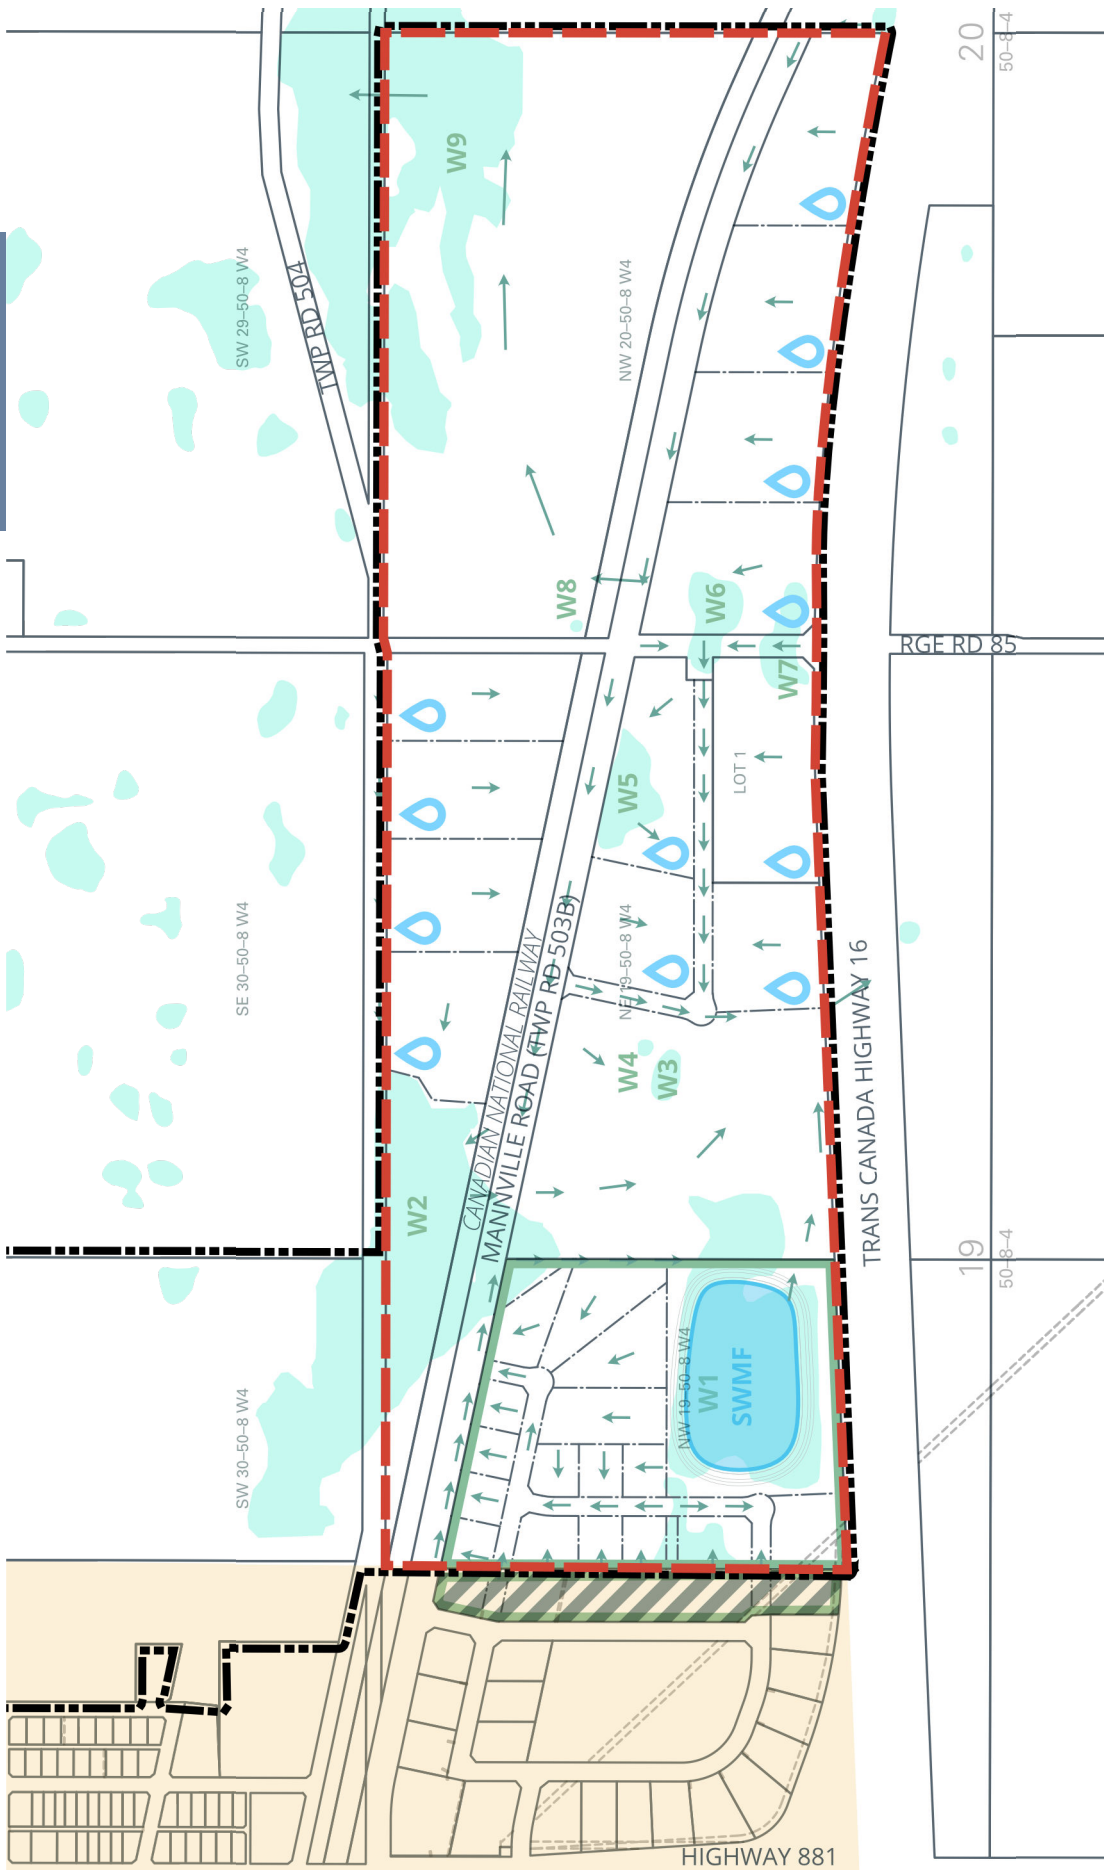 20
50-8-4
W9
SW 29-50-8 W4
TWP RD 504
NW 20-50-8 W4
W8
W6
RGE RD 85
W7
LOT 1
W5
SE 30-50-8 W4
NE 19-50-8 W4
CANADIAN NATIONAL RAILWAY
MANNVILLE ROAD (TWP RD 503B)
TRANS CANADA HIGHWAY 16
W4
W3
W2
19
50-8-4
SW 30-50-8 W4
NW 19-50-8 W4
W1
SWMF
HIGHWAY 881